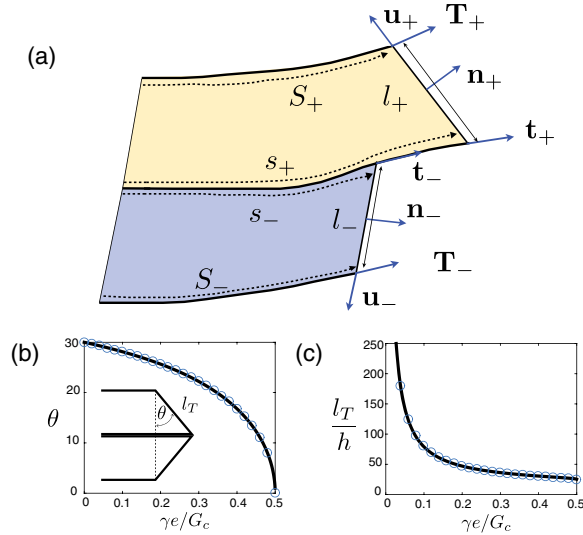 (a)
u₊ T₊
n₊
S₊ l₊
t₊
s₊
t₋
s₋ l₋ n₋
S₋ T₋
u₋
(b) (c)
30
20
10
0
θ
θ l_T
0 0.1 0.2 0.3 0.4 0.5
γe/G_c
250
200
150
100
50
0
l_T/h
0 0.1 0.2 0.3 0.4 0.5
γe/G_c